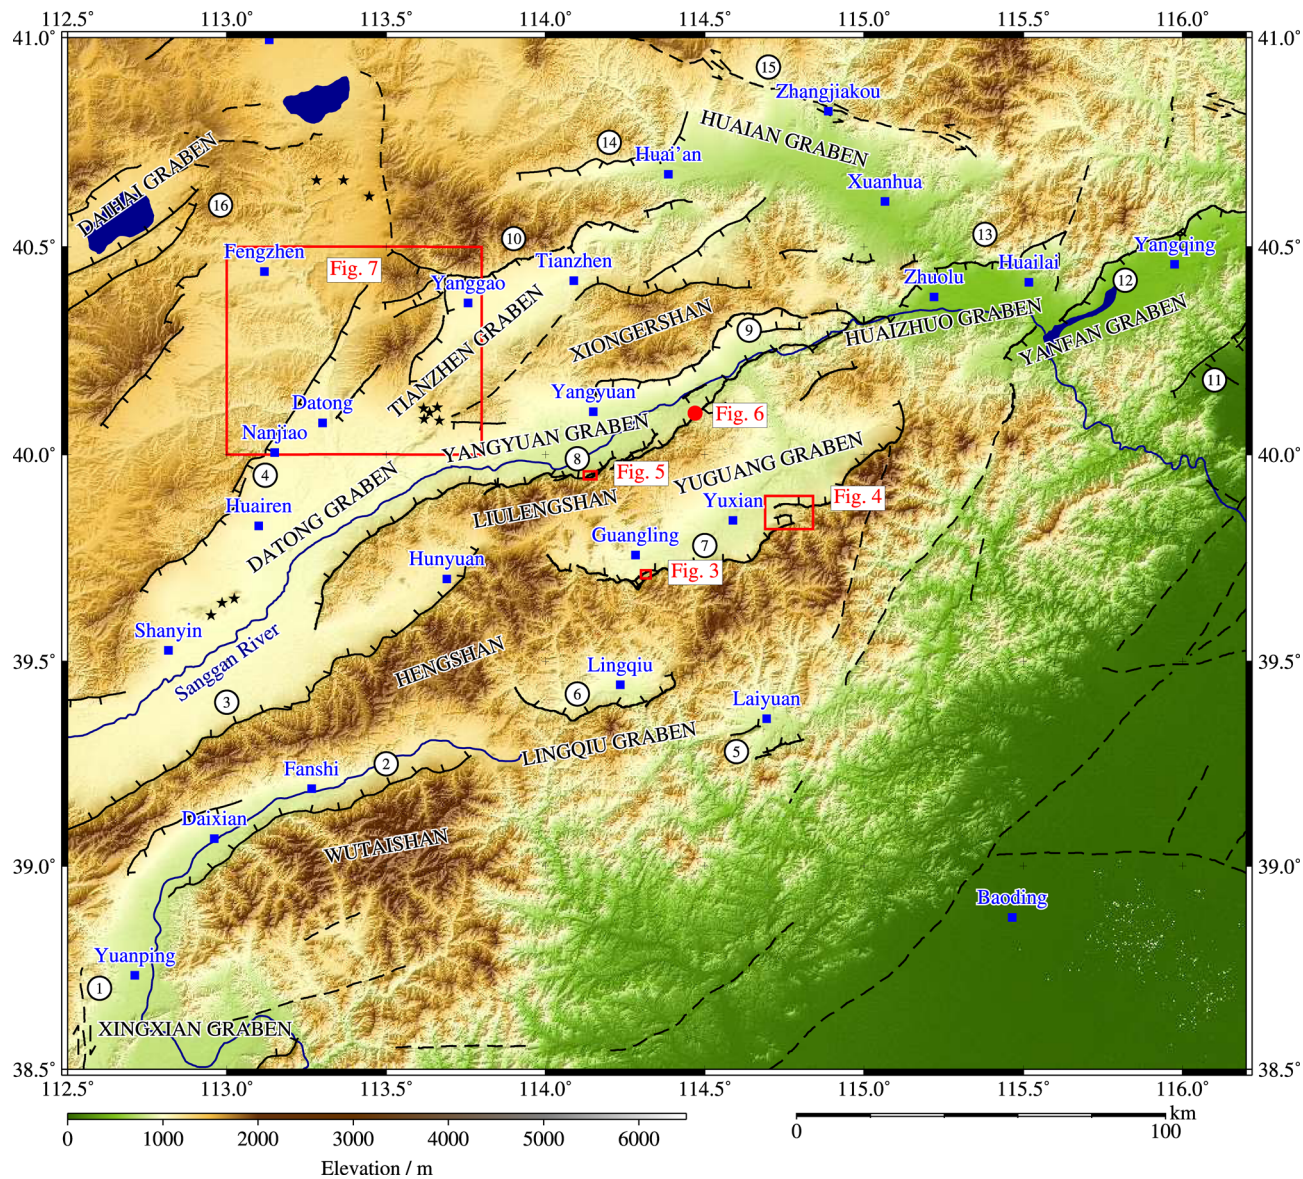 112.5° 113.0° 113.5° 114.0° 114.5° 115.0° 115.5° 116.0°
41.0° 41.0°
15
Zhangjiakou
HUAIAN GRABEN
14
Huai'an
DAIHAI GRABEN
Xuanhua
16
13
10
40.5° 40.5°
Fengzhen
Yangqing
Fig. 7
Tianzhen
Huailai
Yanggao
Zhuolu
12
TIANZHEN GRABEN
XIONGERSHAN
9
HUAIZHUO GRABEN
YANFAN GRABEN
11
Yangyuan
Datong
Fig. 6
Nanjiao
YANGYUAN GRABEN
40.0° 40.0°
8
4
Fig. 5
YUGUANG GRABEN
Huairen
DATONG GRABEN
LIULENGSHAN
Yuxian
Fig. 4
Guangling
7
Hunyuan
Fig. 3
Shanyin
Sanggan River
39.5° 39.5°
HENGSHAN
Lingqiu
6
3
Laiyuan
LINGQIU GRABEN
5
2
Fanshi
Daixian
WUTAISHAN
39.0° 39.0°
Baoding
Yuanping
1
XINGXIAN GRABEN
38.5° 38.5°
112.5° 113.0° 113.5° 114.0° 114.5° 115.0° 115.5° 116.0°
km
0 1000 2000 3000 4000 5000 6000
0 100
Elevation / m